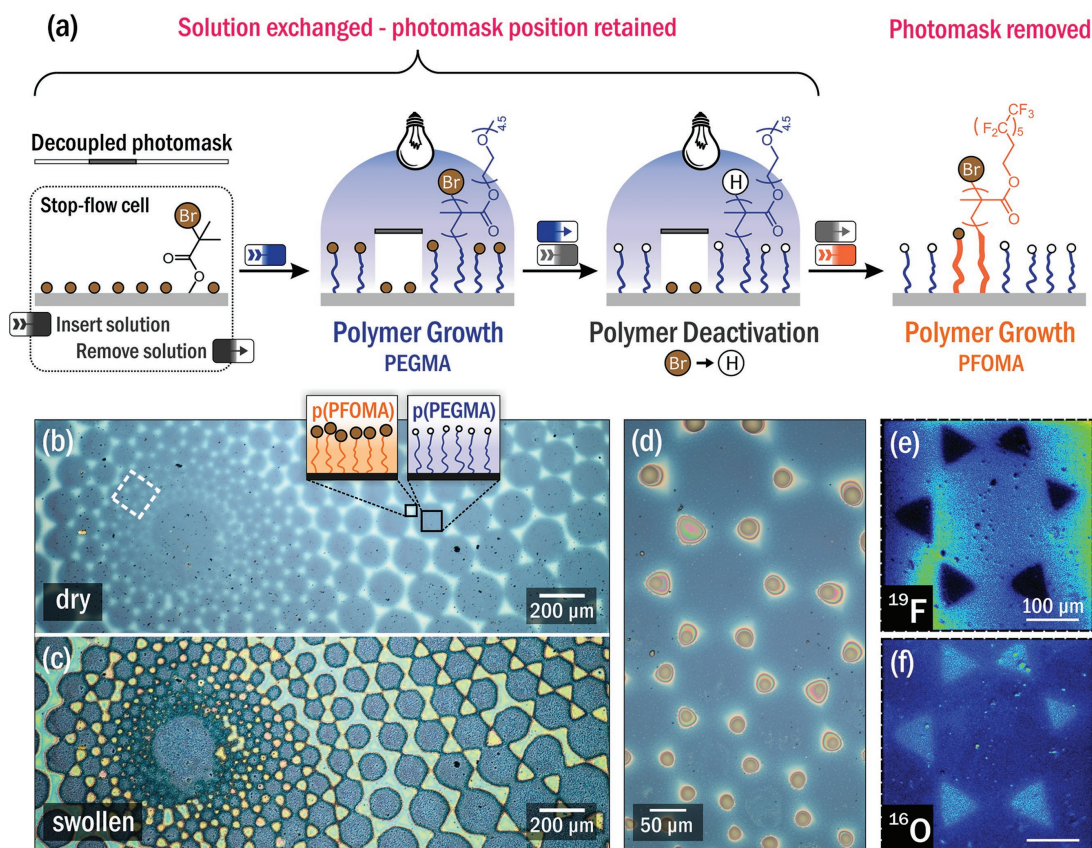 (a)
Solution exchanged - photomask position retained
Photomask removed
Decoupled photomask
Stop-flow cell
Br
O
O
Insert solution
Remove solution
Br
O
4.5
O
O
Polymer Growth
PEGMA
H
O
4.5
O
O
Polymer Deactivation
Br → H
CF3
F2C
5
Br
O
O
Polymer Growth
PFOMA
(b)
p(PFOMA)
p(PEGMA)
dry
200 µm
(c)
swollen
200 µm
(d)
50 µm
(e)
19F
100 µm
(f)
16O